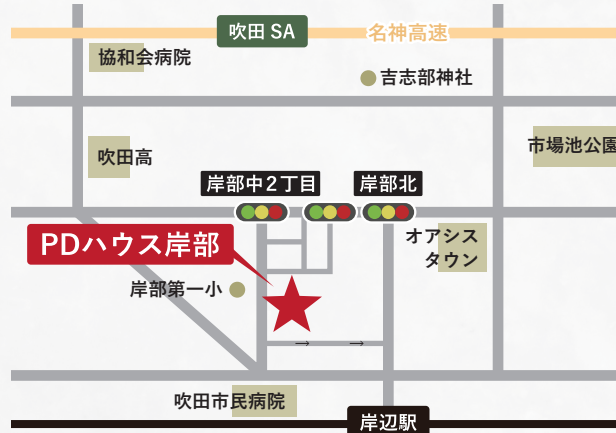 吹田 SA
名神高速
協和会病院
吉志部神社
吹田高
市場池公園
岸部中2丁目
岸部北
PDハウス岸部
オアシス
タウン
岸部第一小
→ →
吹田市民病院
岸辺駅